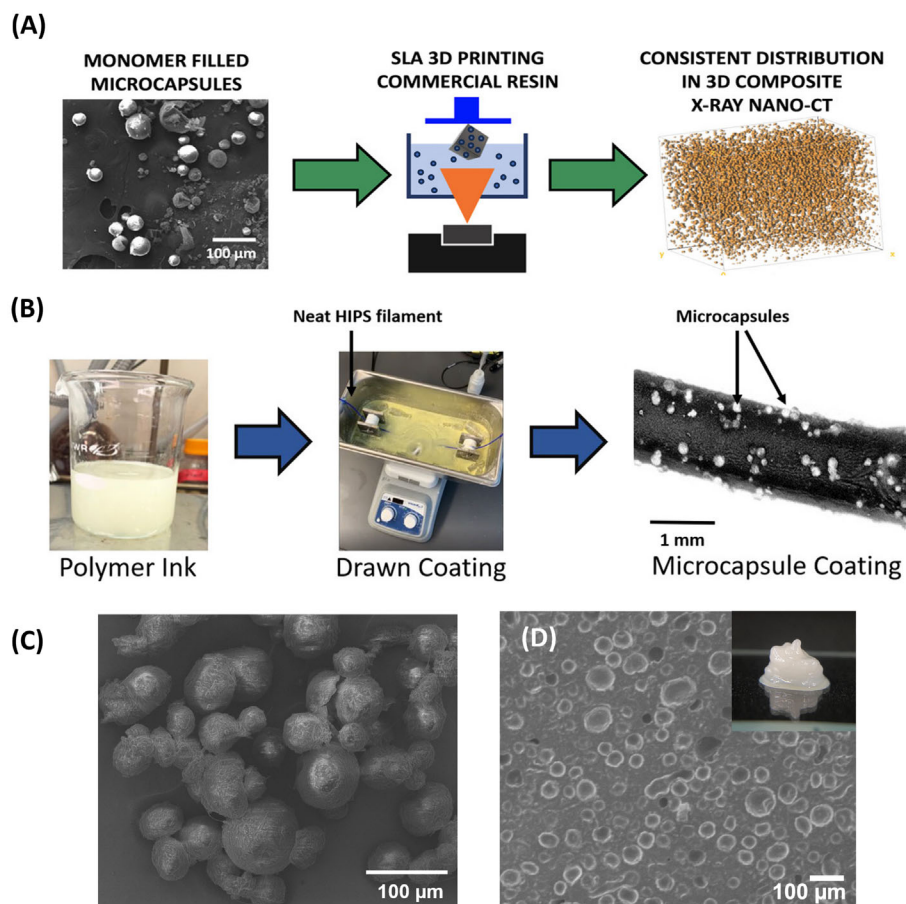 (A)
MONOMER FILLED
MICROCAPSULES
SLA 3D PRINTING
COMMERCIAL RESIN
CONSISTENT DISTRIBUTION
IN 3D COMPOSITE
X-RAY NANO-CT
100 µm
y
x
(B)
Neat HIPS filament
Microcapsules
1 mm
Polymer Ink
Drawn Coating
Microcapsule Coating
(C)
(D)
100 µm
100 µm